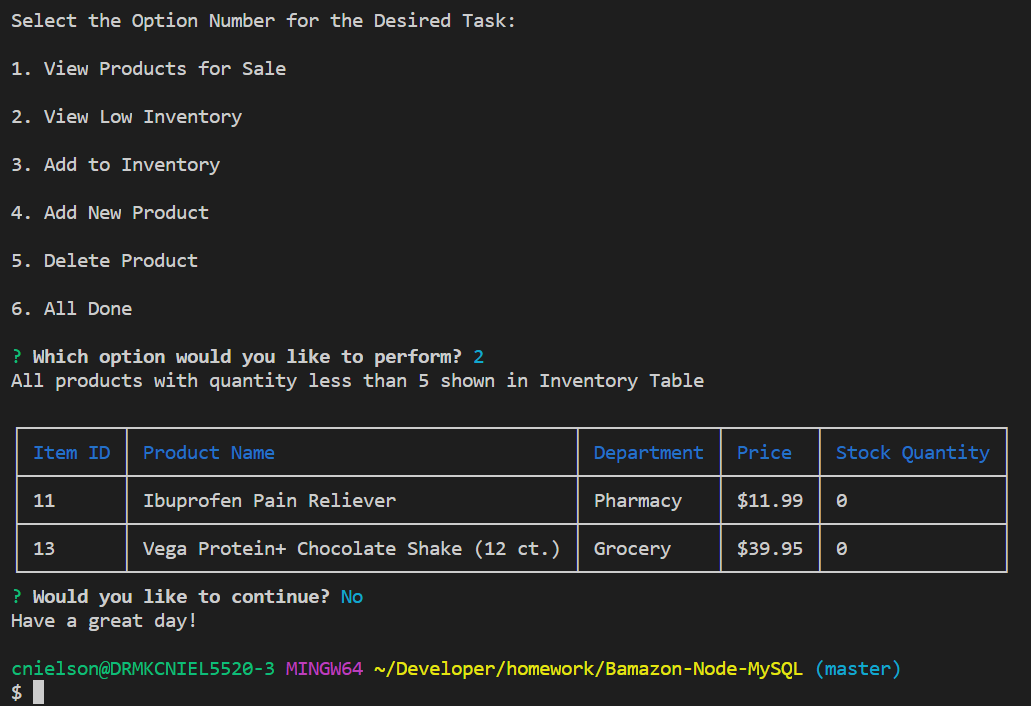 Select the Option Number for the Desired Task:
1. View Products for Sale
2. View Low Inventory
3. Add to Inventory
4. Add New Product
5. Delete Product
6. All Done
? Which option would you like to perform? 2
All products with quantity less than 5 shown in Inventory Table
Item ID Product Name Department Price Stock Quantity
11 Ibuprofen Pain Reliever Pharmacy $11.99 0
13 Vega Protein+ Chocolate Shake (12 ct.) Grocery $39.95 0
? Would you like to continue? No
Have a great day!
cnielson@DRMKCNIEL5520-3 MINGW64 ~/Developer/homework/Bamazon-Node-MySQL (master)
$